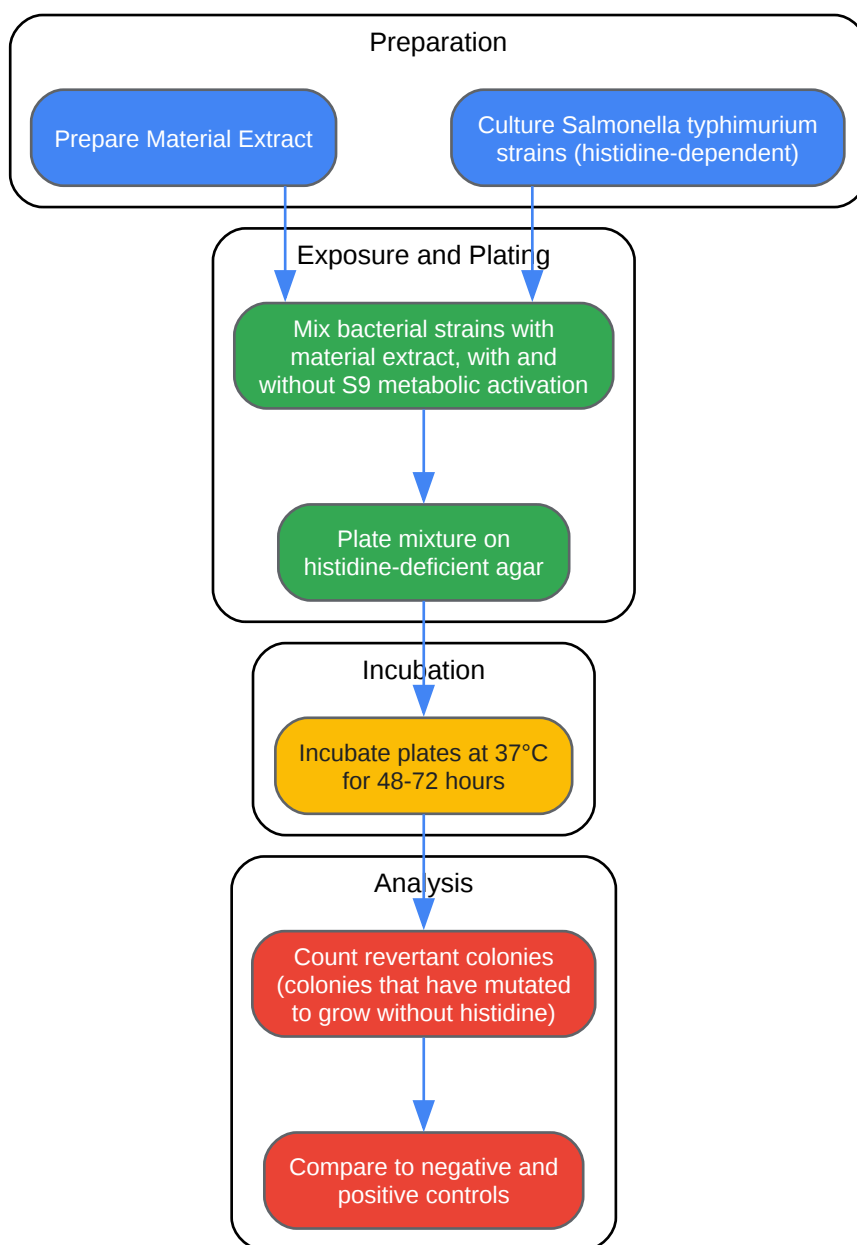 Preparation
Prepare Material Extract
Culture Salmonella typhimurium
strains (histidine-dependent)
Exposure and Plating
Mix bacterial strains with
material extract, with and
without S9 metabolic activation
Plate mixture on
histidine-deficient agar
Incubation
Incubate plates at 37°C
for 48-72 hours
Analysis
Count revertant colonies
(colonies that have mutated
to grow without histidine)
Compare to negative and
positive controls